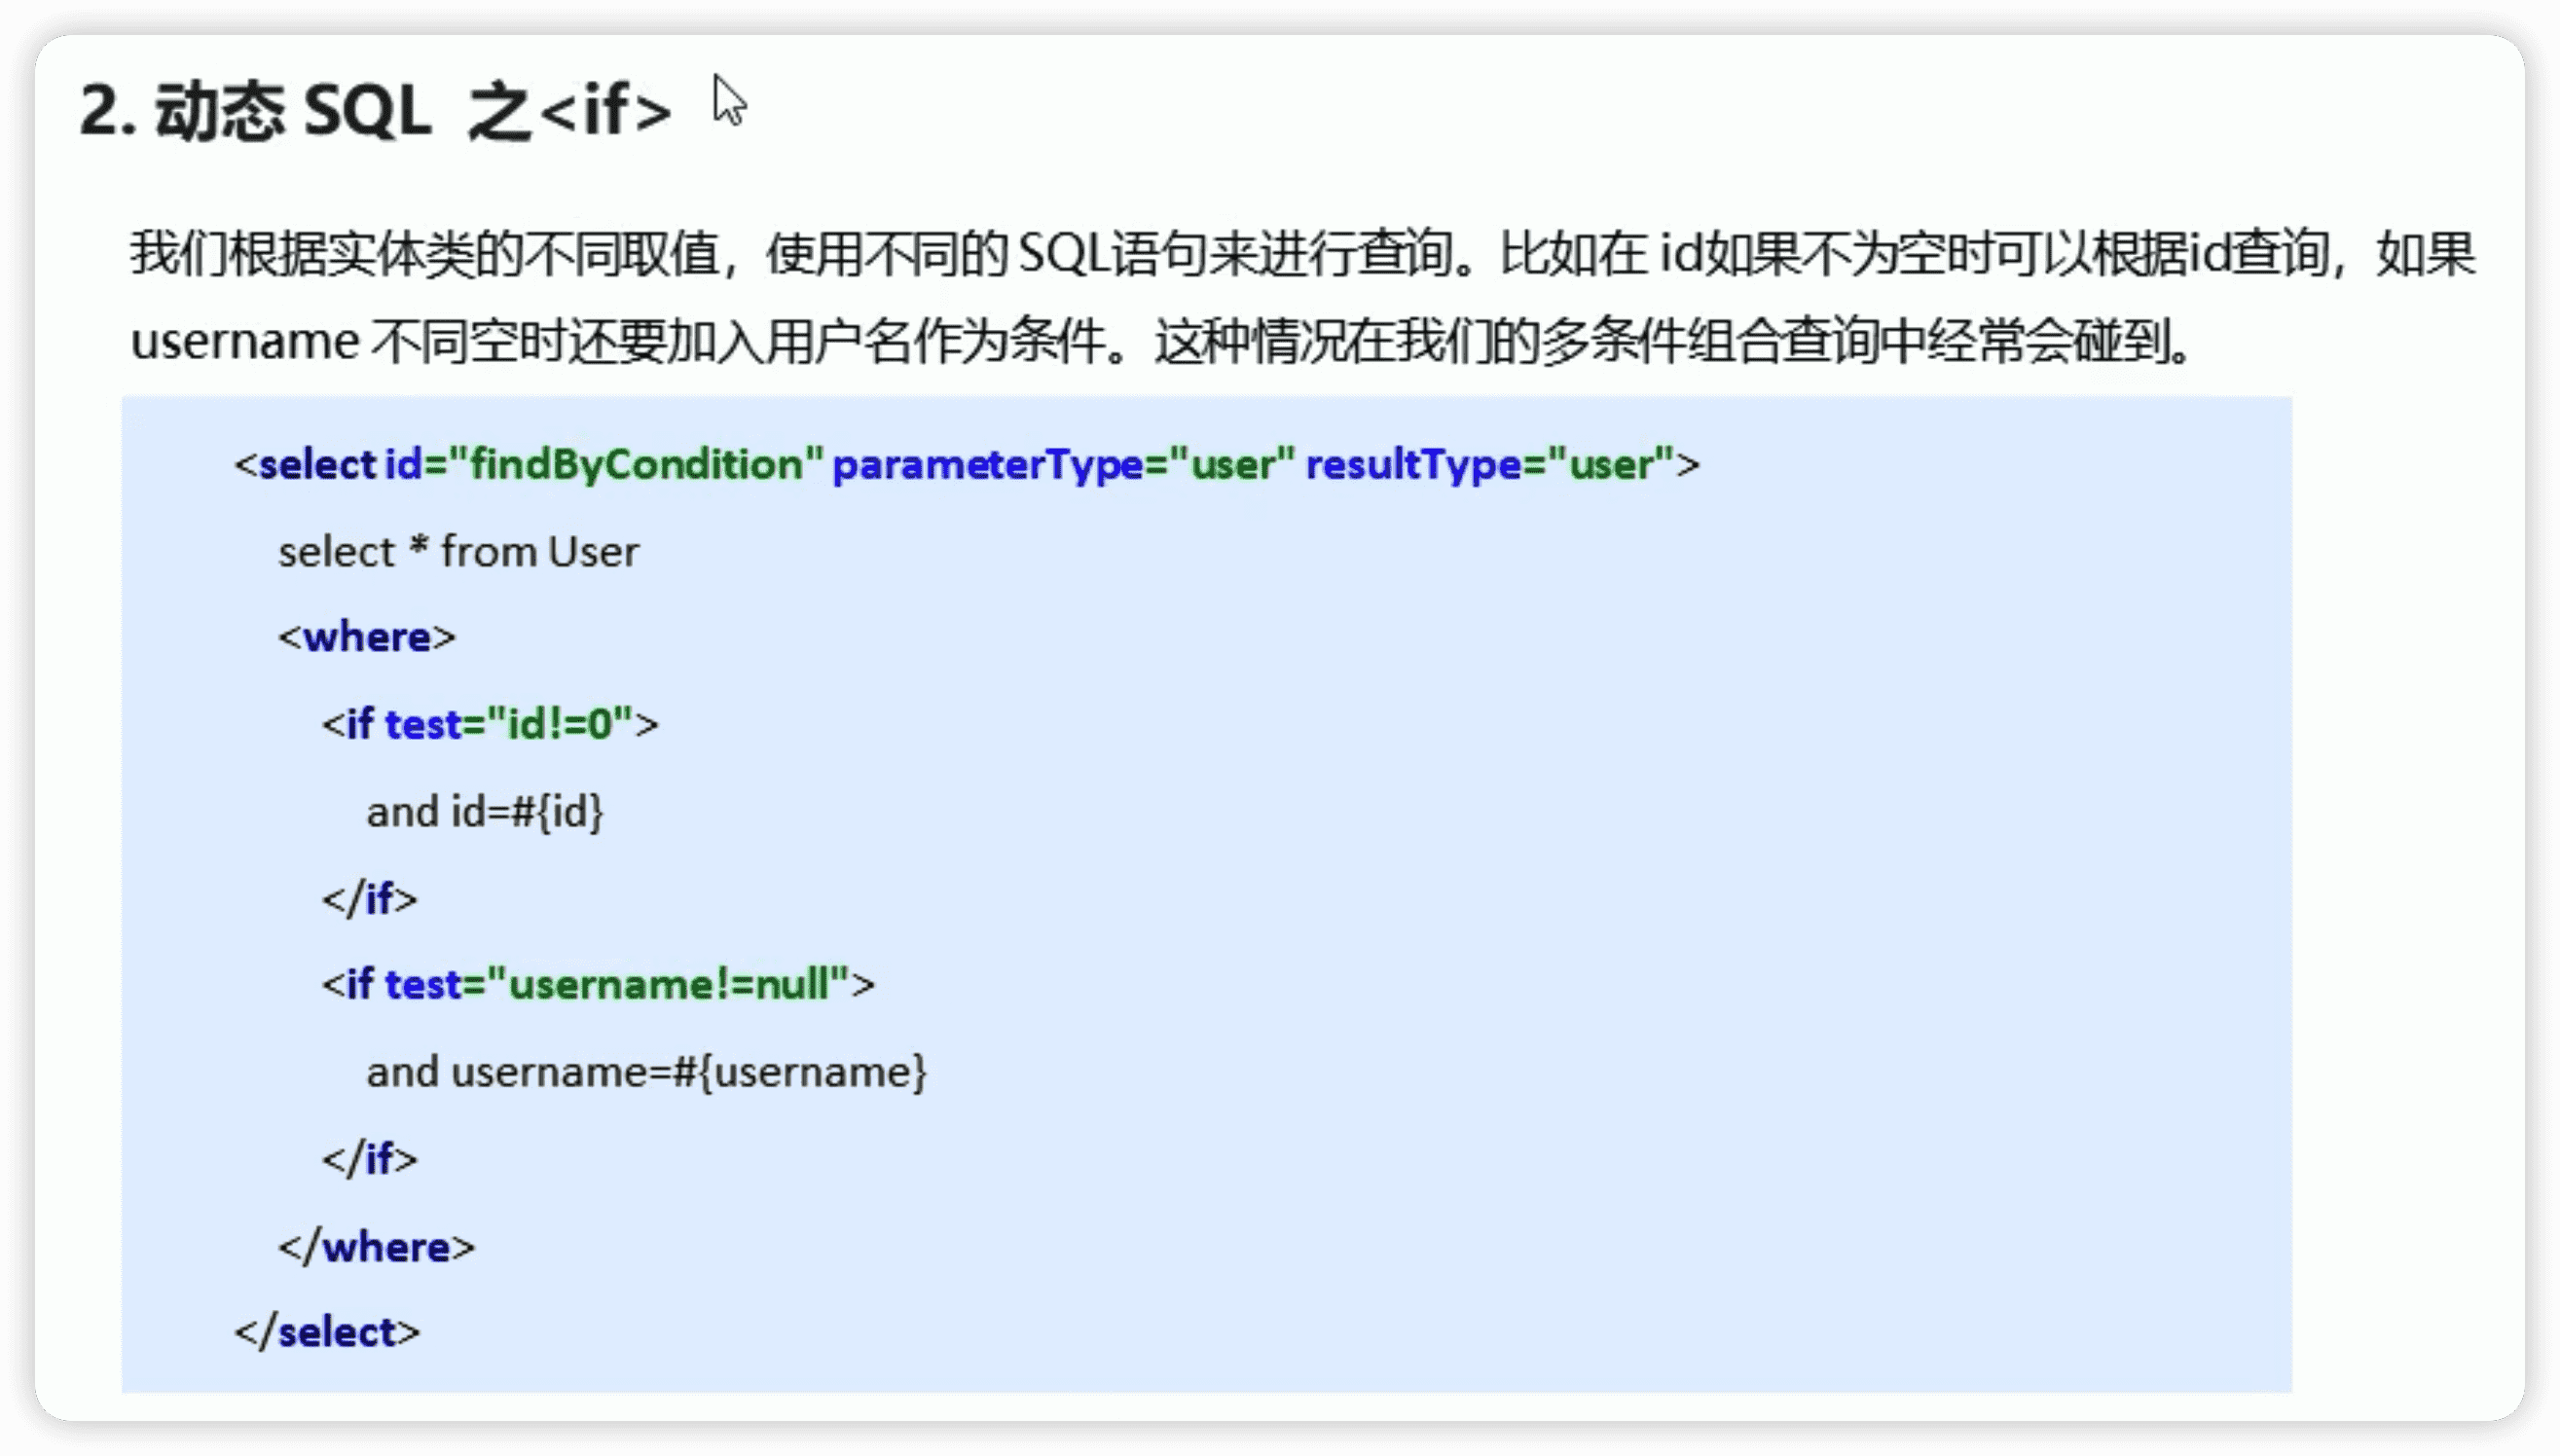 2. 动态 SQL 之<if>
我们根据实体类的不同取值，使用不同的 SQL语句来进行查询。比如在 id如果不为空时可以根据id查询，如果
username 不同空时还要加入用户名作为条件。这种情况在我们的多条件组合查询中经常会碰到。
<select id="findByCondition" parameterType="user" resultType="user">
select * from User
<where>
<if test="id!=0">
and id=#{id}
</if>
<if test="username!=null">
and username=#{username}
</if>
</where>
</select>